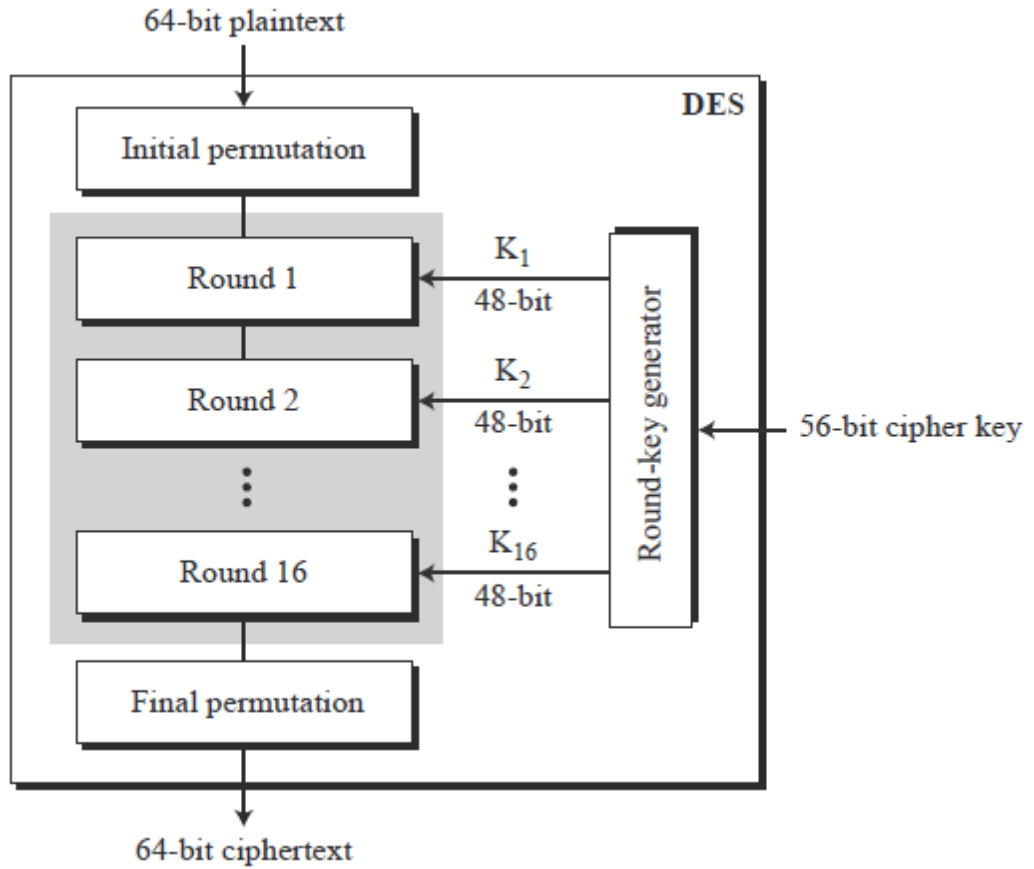 64-bit plaintext
DES
Initial permutation
Round 1
K₁
48-bit
Round 2
K₂
48-bit
Round 16
K₁₆
48-bit
Round-key generator
56-bit cipher key
Final permutation
64-bit ciphertext